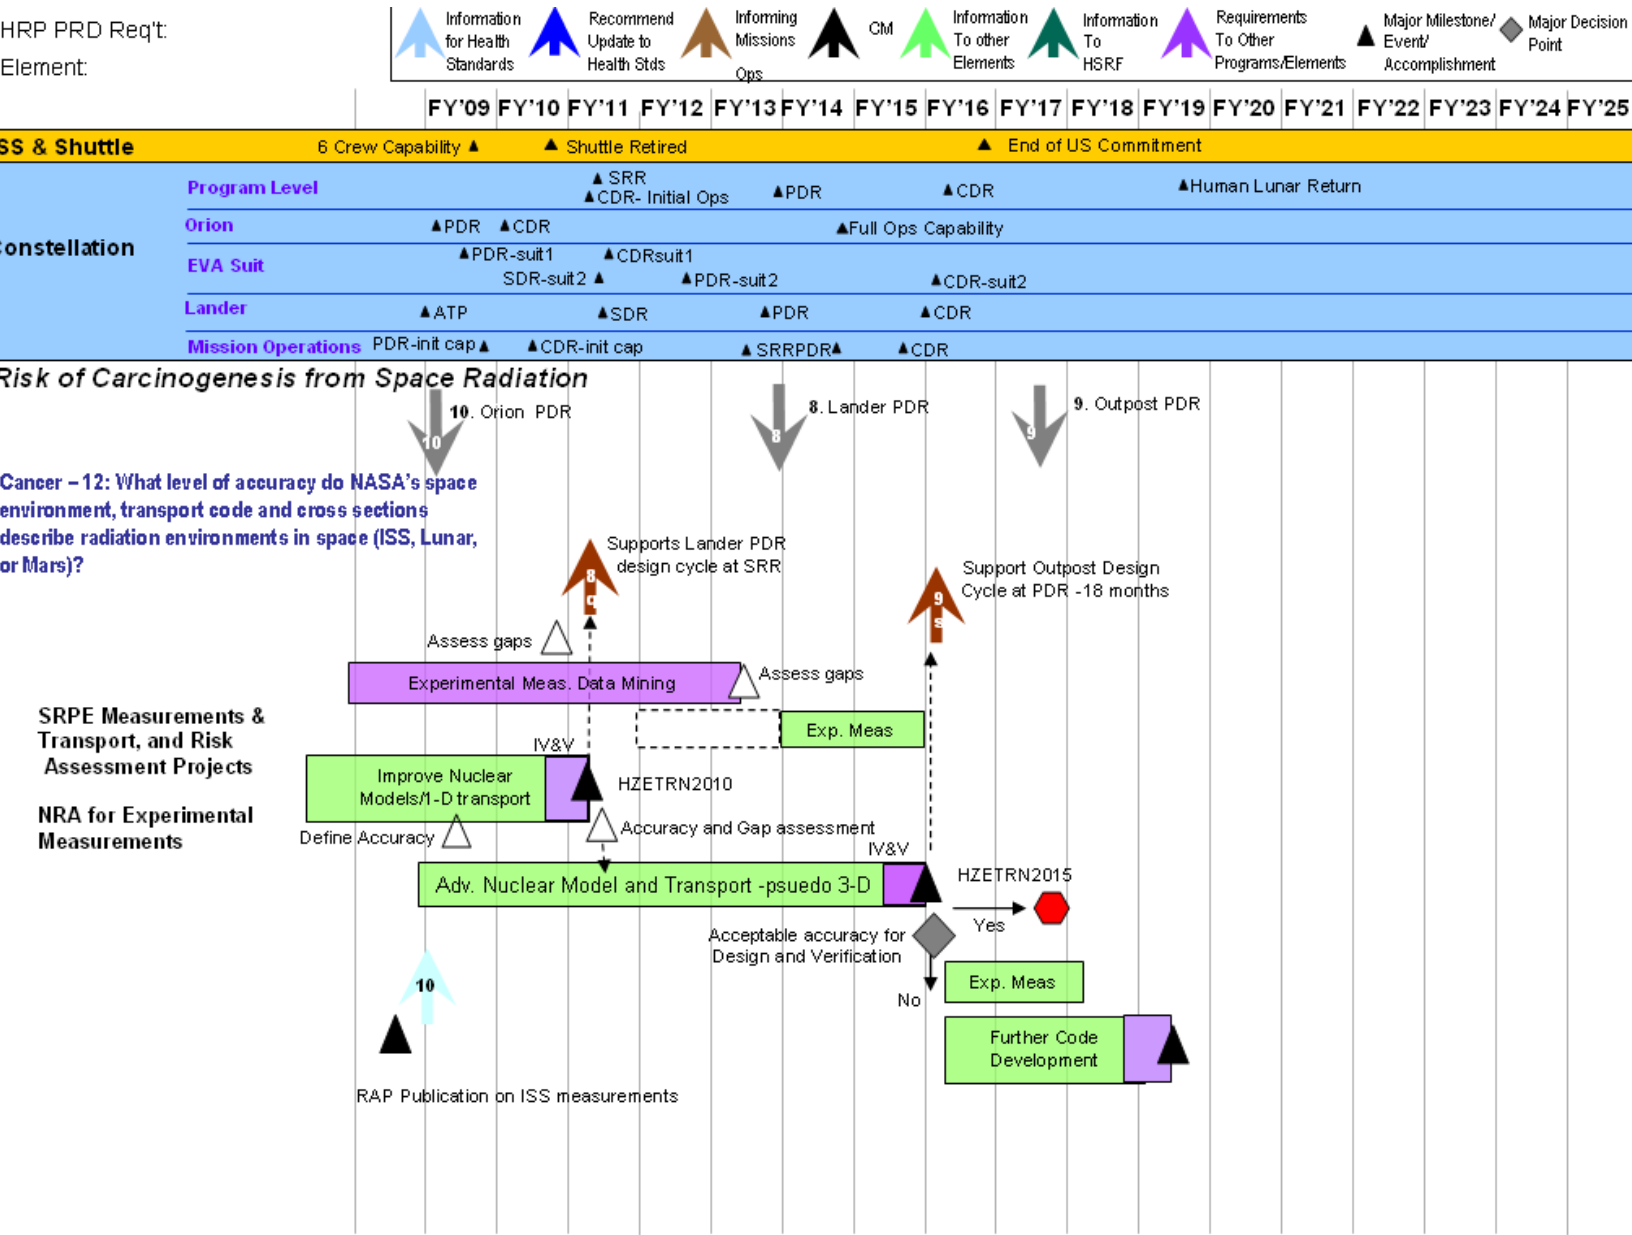 HRP PRD Req't:
Element:
Information
for Health
Standards
Recommend
Update to
Health Stds
Informing
Missions
Ops
CM
Information
To other
Elements
Information
To
HSRF
Requirements
To Other
Programs/Elements
Major Milestone/
Event/
Accomplishment
Major Decision
Point
FY'09 FY'10 FY'11 FY'12 FY'13 FY'14 FY'15 FY'16 FY'17 FY'18 FY'19 FY'20 FY'21 FY'22 FY'23 FY'24 FY'25
SS & Shuttle
6 Crew Capability
Shuttle Retired
End of US Commitment
onstellation
Program Level
SRR
CDR- Initial Ops
PDR
CDR
Human Lunar Return
Orion
PDR
CDR
Full Ops Capability
EVA Suit
PDR-suit1
CDRsuit1
SDR-suit2
PDR-suit2
CDR-suit2
Lander
ATP
SDR
PDR
CDR
Mission Operations
PDR-init cap
CDR-init cap
SRRPDR
CDR
Risk of Carcinogenesis from Space Radiation
10
10. Orion PDR
8
8. Lander PDR
9
9. Outpost PDR
Cancer – 12: What level of accuracy do NASA's space
environment, transport code and cross sections
describe radiation environments in space (ISS, Lunar,
or Mars)?
Supports Lander PDR
design cycle at SRR
8
Support Outpost Design
Cycle at PDR -18 months
9
Assess gaps
Experimental Meas. Data Mining
Assess gaps
SRPE Measurements &
Transport, and Risk
Assessment Projects
Exp. Meas
IV&V
Improve Nuclear
Models/1-D transport
HZETRN2010
NRA for Experimental
Measurements
Define Accuracy
Accuracy and Gap assessment
IV&V
Adv. Nuclear Model and Transport -psuedo 3-D
HZETRN2015
Yes
Acceptable accuracy for
Design and Verification
No
Exp. Meas
10
Further Code
Development
RAP Publication on ISS measurements